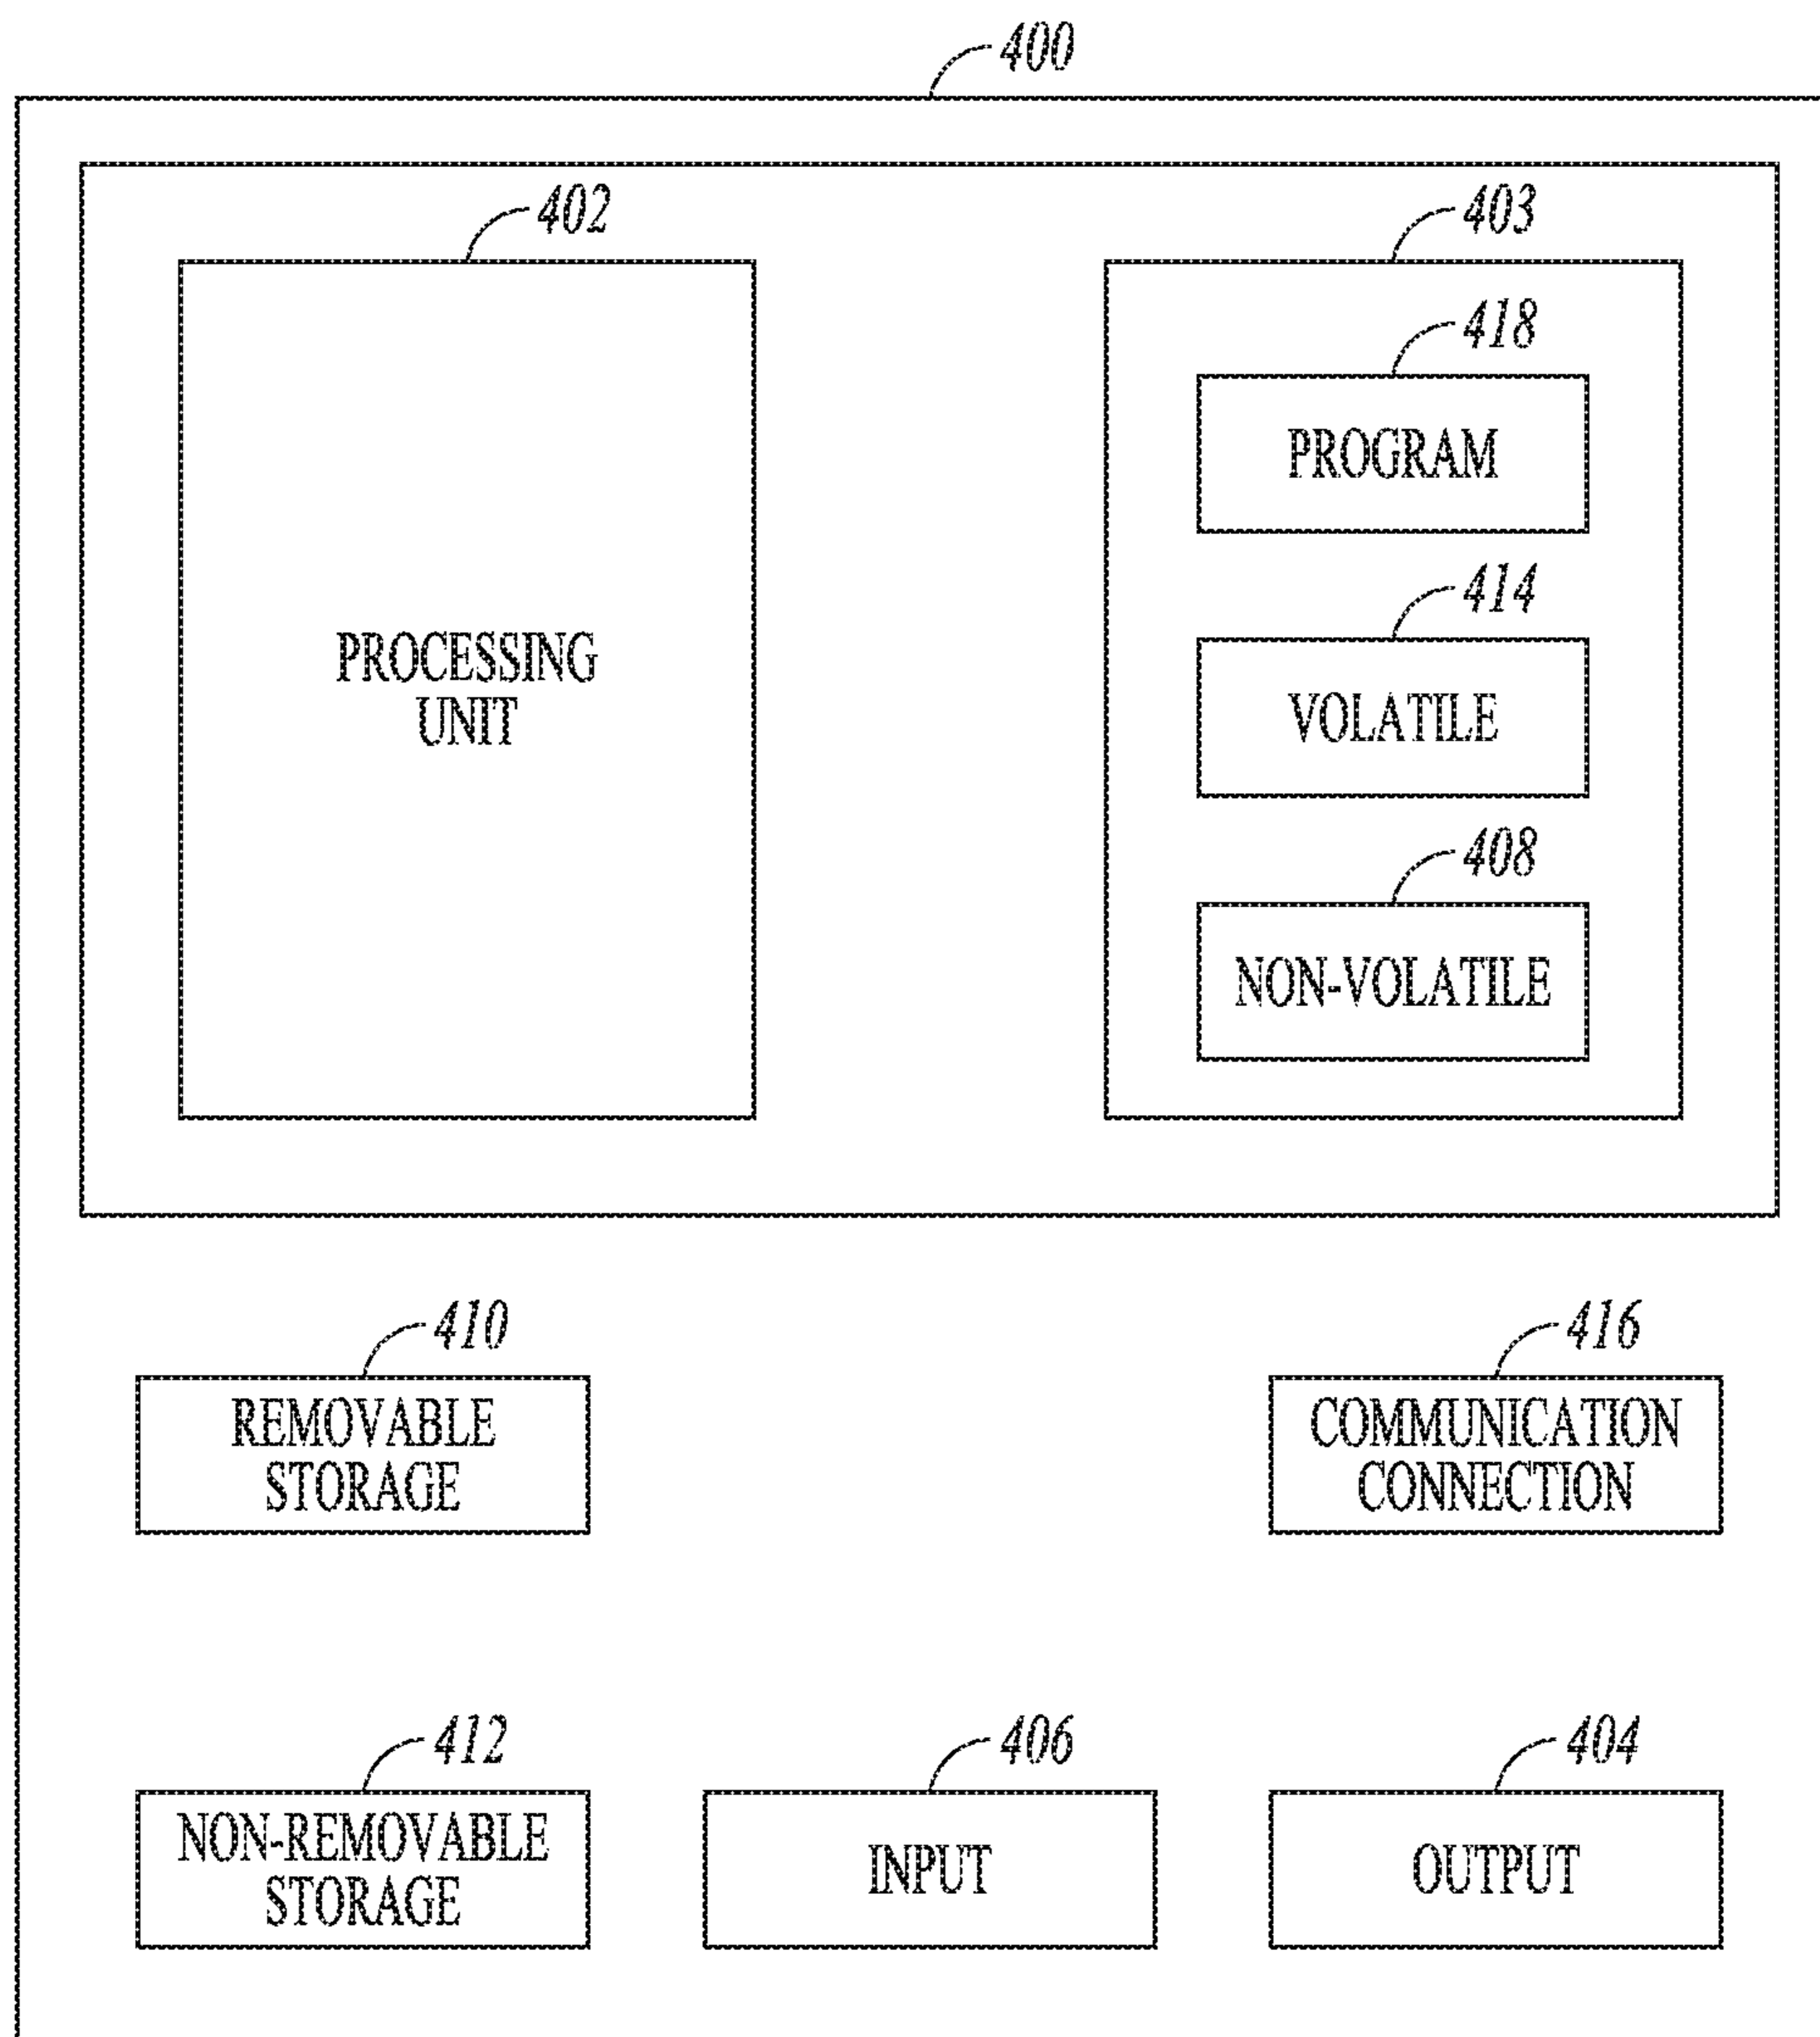 400
402
403
418
PROGRAM
414
PROCESSING
UNIT
VOLATILE
408
NON-VOLATILE
410
416
REMOVABLE
STORAGE
COMMUNICATION
CONNECTION
412
406
404
NON-REMOVABLE
STORAGE
INPUT
OUTPUT